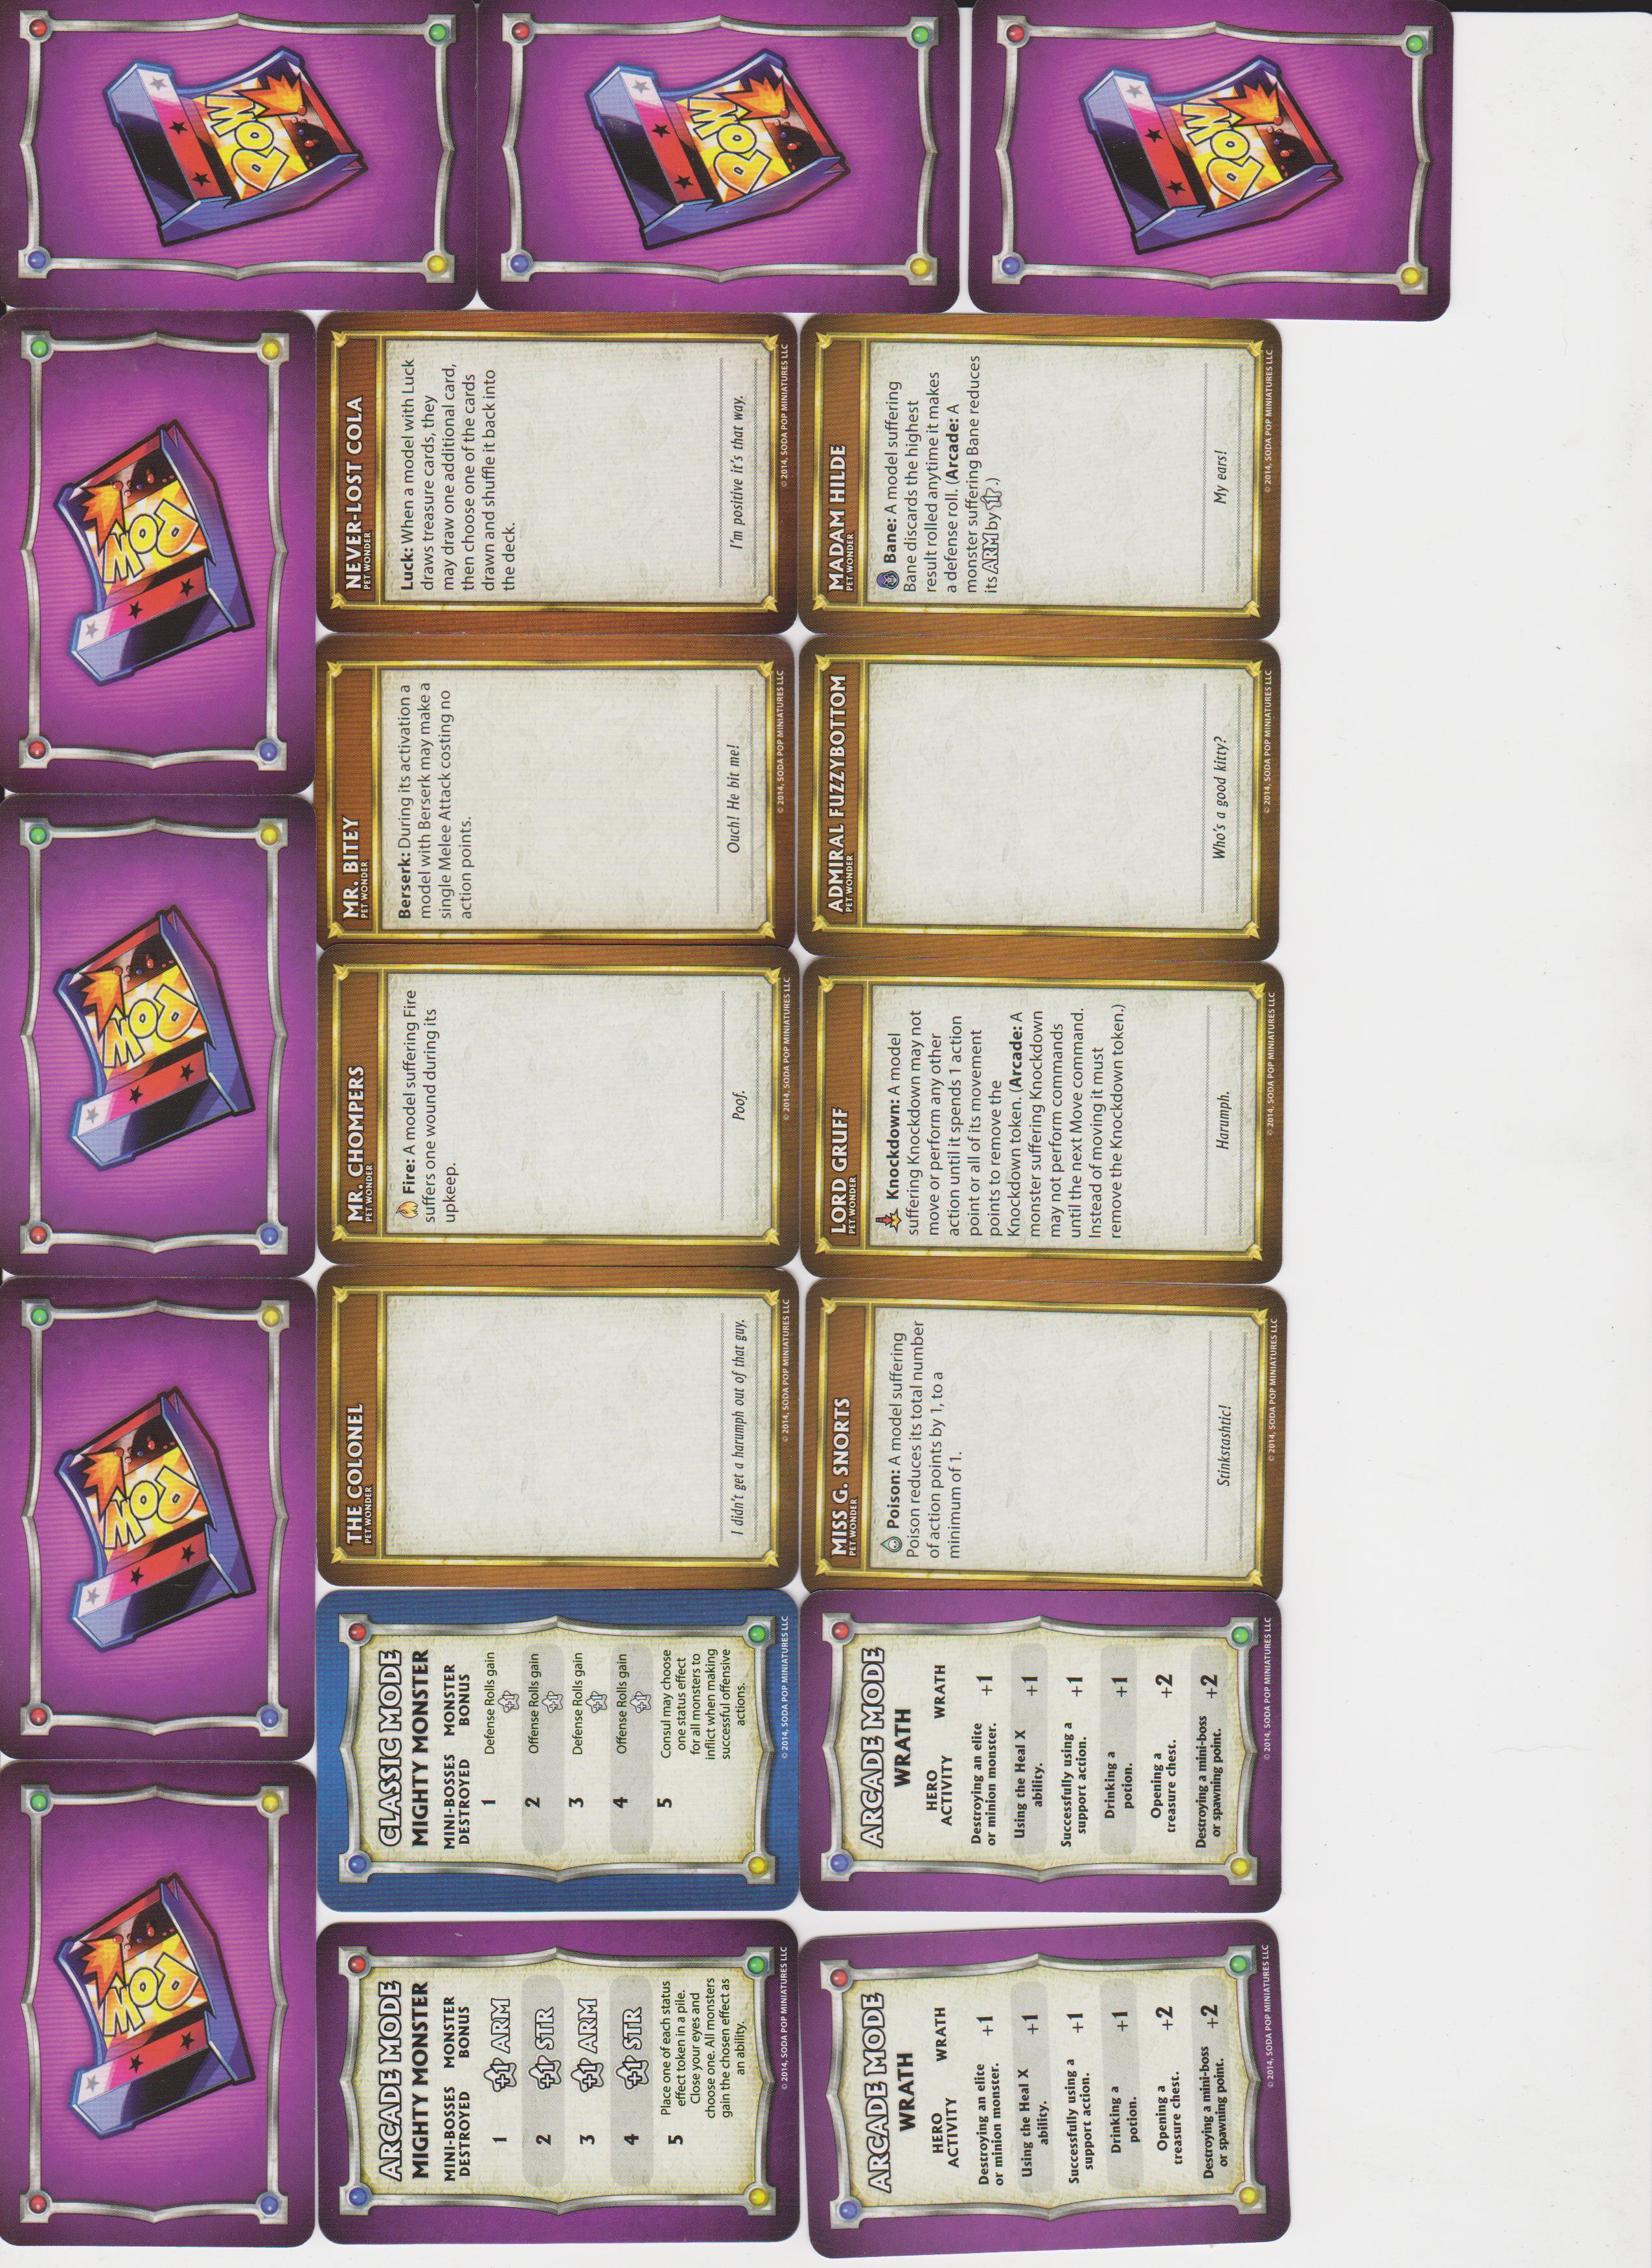 POW
POW
POW
POW
POW
ARCADE MODE
MIGHTY MONSTER
MINI-BOSSES DESTROYED
MONSTER BONUS
1 +1 ARM
2 +1 STR
3 +1 ARM
4 +1 STR
5 Place one of each status
effect token in a pile.
Close your eyes and
choose one. All monsters
gain the chosen effect as
an ability.
© 2014, SODA POP MINIATURES LLC
CLASSIC MODE
MIGHTY MONSTER
MINI-BOSSES DESTROYED
MONSTER BONUS
1 Defense Rolls gain
+1
2 Offense Rolls gain
+1
3 Defense Rolls gain
+1
4 Offense Rolls gain
+1
5 Consul may choose
one status effect
for all monsters to
inflict when making
successful offensive
actions.
© 2014, SODA POP MINIATURES LLC
THE COLONEL
PET WONDER
I didn't get a harumph out of that guy.
© 2014, SODA POP MINIATURES LLC
MR. CHOMPERS
PET WONDER
Fire: A model suffering Fire
suffers one wound during its
upkeep.
Poof.
© 2014, SODA POP MINIATURES LLC
MR. BITEY
PET WONDER
Berserk: During its activation a
model with Berserk may make a
single Melee Attack costing no
action points.
Ouch! He bit me!
© 2014, SODA POP MINIATURES LLC
NEVER-LOST COLA
PET WONDER
Luck: When a model with Luck
draws treasure cards, they
may draw one additional card,
then choose one of the cards
drawn and shuffle it back into
the deck.
I'm positive it's that way.
© 2014, SODA POP MINIATURES LLC
POW
ARCADE MODE
WRATH
HERO ACTIVITY
WRATH
Destroying an elite
or minion monster. +1
Using the Heal X
ability. +1
Successfully using a
support action. +1
Drinking a
potion. +1
Opening a
treasure chest. +2
Destroying a mini-boss
or spawning point. +2
© 2014, SODA POP MINIATURES LLC
ARCADE MODE
WRATH
HERO ACTIVITY
WRATH
Destroying an elite
or minion monster. +1
Using the Heal X
ability. +1
Successfully using a
support action. +1
Drinking a
potion. +1
Opening a
treasure chest. +2
Destroying a mini-boss
or spawning point. +2
© 2014, SODA POP MINIATURES LLC
MISS G. SNORTS
PET WONDER
Poison: A model suffering
Poison reduces its total number
of action points by 1, to a
minimum of 1.
Stinkstashtic!
© 2014, SODA POP MINIATURES LLC
LORD GRUFF
PET WONDER
Knockdown: A model
suffering Knockdown may not
move or perform any other
action until it spends 1 action
point or all of its movement
points to remove the
Knockdown token. (Arcade: A
monster suffering Knockdown
may not perform commands
until the next Move command.
Instead of moving it must
remove the Knockdown token.)
Harumph.
© 2014, SODA POP MINIATURES LLC
ADMIRAL FUZZYBOTTOM
PET WONDER
Who's a good kitty?
© 2014, SODA POP MINIATURES LLC
MADAM HILDE
PET WONDER
Bane: A model suffering
Bane discards the highest
result rolled anytime it makes
a defense roll. (Arcade: A
monster suffering Bane reduces
its ARM by 1.)
My ears!
© 2014, SODA POP MINIATURES LLC
POW